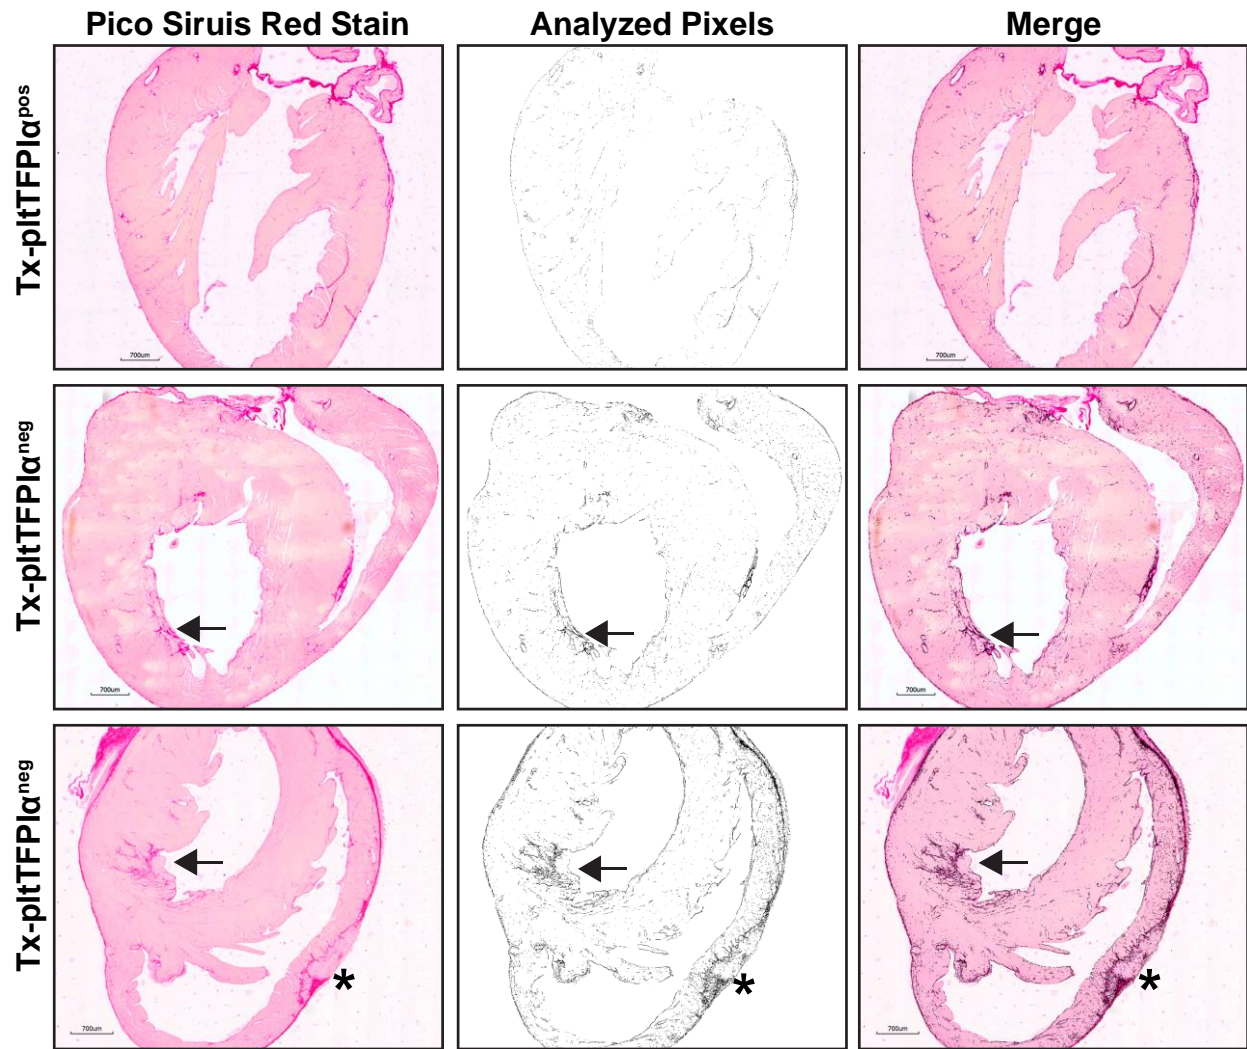 Pico Siruis Red Stain Analyzed Pixels Merge
Tx-pltTFPIα^pos
700um 700um
Tx-pltTFPIα^neg
700um 700um
Tx-pltTFPIα^neg
* * *
700um 700um